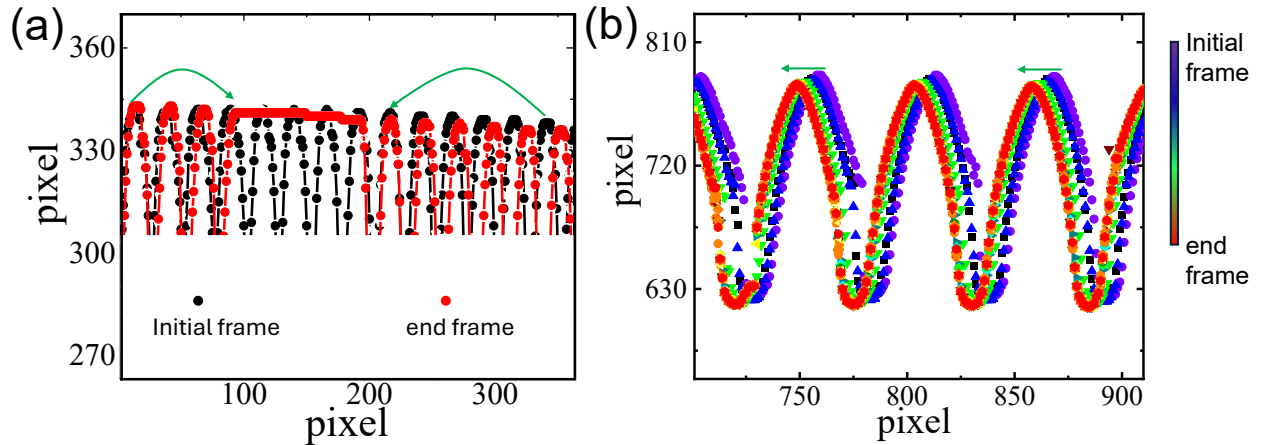 (a)
360
330
300
270
pixel
Initial frame
end frame
100
200
300
pixel
(b)
810
720
630
pixel
750
800
850
900
pixel
Initial
frame
end
frame